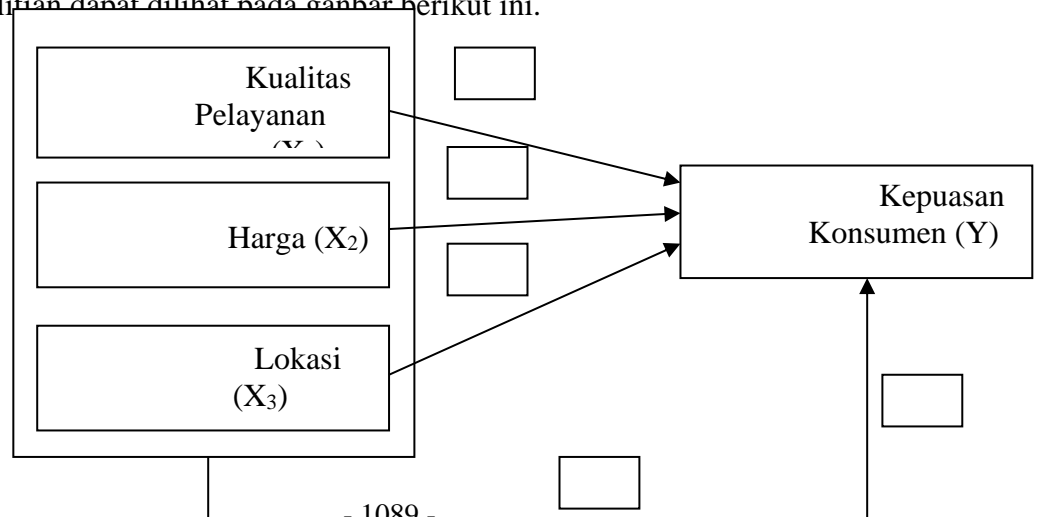 litian dapat dilihat pada ganbar berikut ini.
Kualitas
Pelayanan
Harga (X₂)
Lokasi
(X₃)
Kepuasan
Konsumen (Y)
- 1089 -